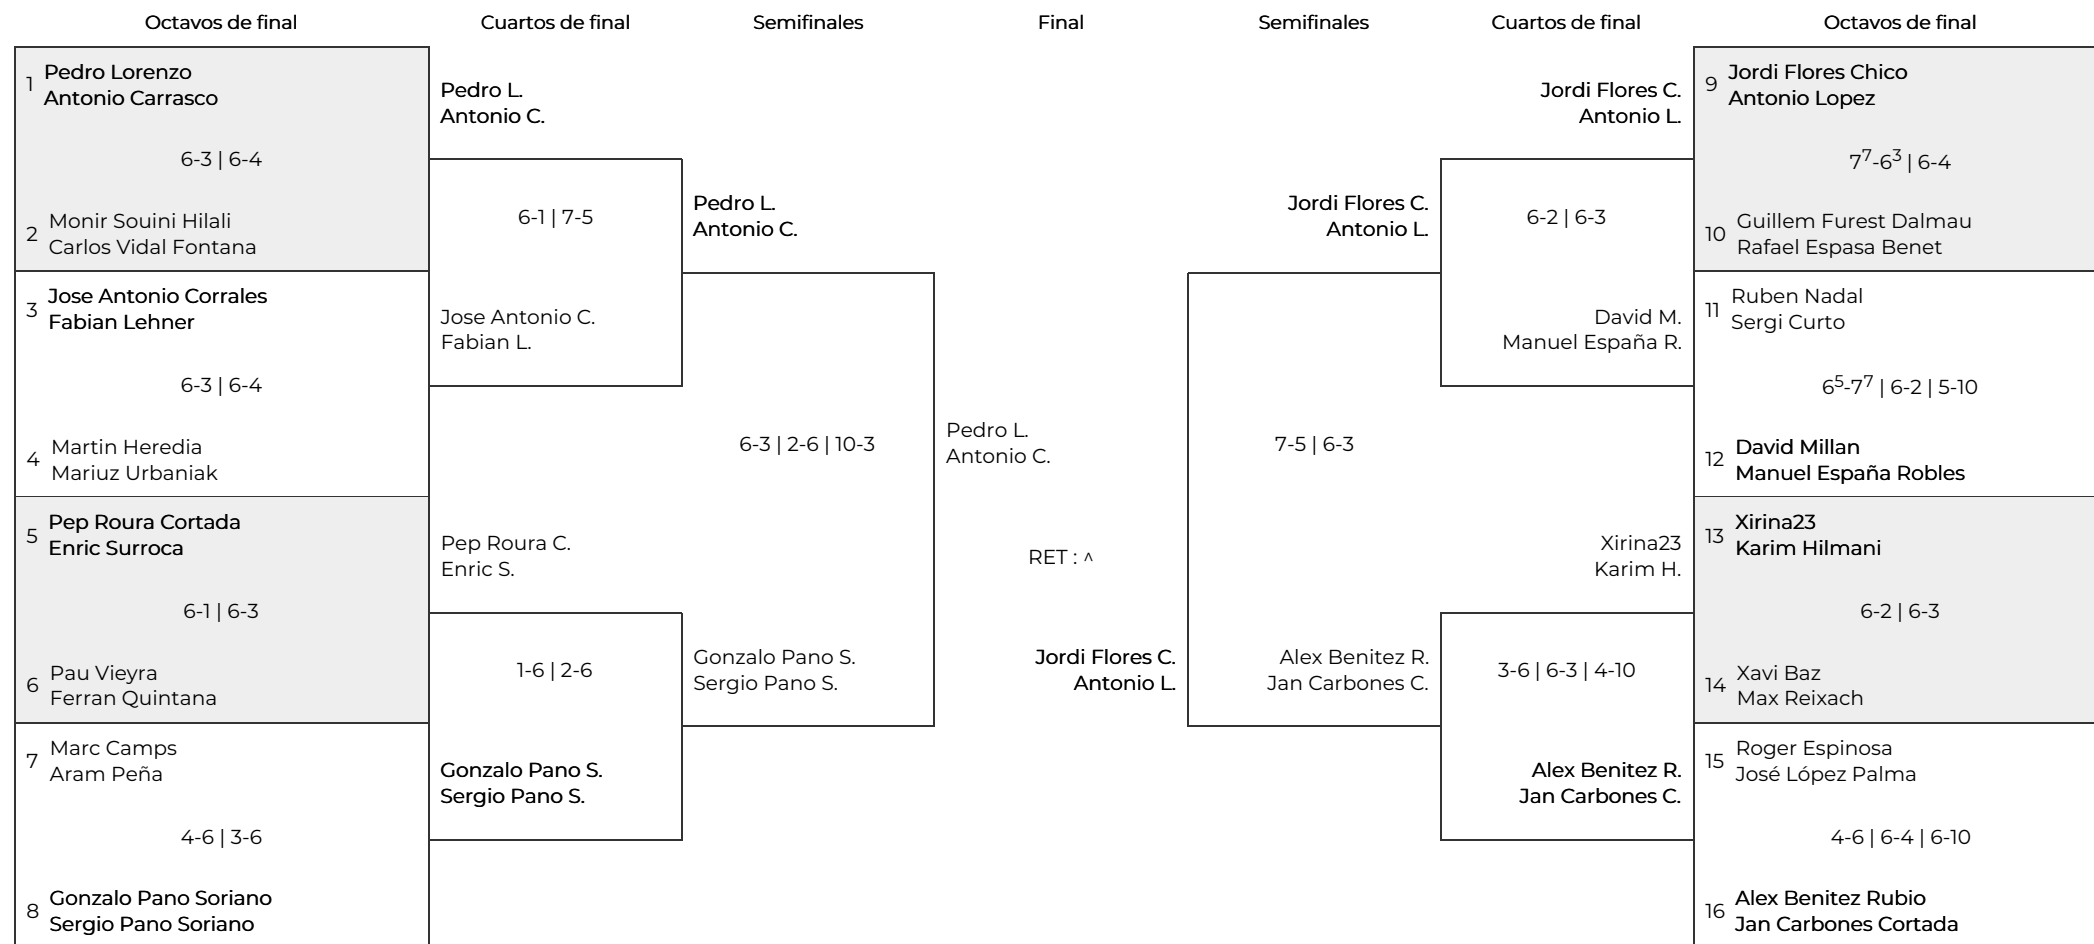 Octavos de final
Cuartos de final
Semifinales
Final
Semifinales
Cuartos de final
Octavos de final
1
Pedro Lorenzo
Antonio Carrasco
6-3 | 6-4
2
Monir Souini Hilali
Carlos Vidal Fontana
3
Jose Antonio Corrales
Fabian Lehner
6-3 | 6-4
4
Martin Heredia
Mariuz Urbaniak
5
Pep Roura Cortada
Enric Surroca
6-1 | 6-3
6
Pau Vieyra
Ferran Quintana
7
Marc Camps
Aram Peña
4-6 | 3-6
8
Gonzalo Pano Soriano
Sergio Pano Soriano
Pedro L.
Antonio C.
6-1 | 7-5
Jose Antonio C.
Fabian L.
Pep Roura C.
Enric S.
1-6 | 2-6
Gonzalo Pano S.
Sergio Pano S.
Pedro L.
Antonio C.
6-3 | 2-6 | 10-3
Gonzalo Pano S.
Sergio Pano S.
Pedro L.
Antonio C.
RET : ^
Jordi Flores C.
Antonio L.
Jordi Flores C.
Antonio L.
7-5 | 6-3
Alex Benitez R.
Jan Carbones C.
Jordi Flores C.
Antonio L.
6-2 | 6-3
David M.
Manuel España R.
Xirina23
Karim H.
3-6 | 6-3 | 4-10
Alex Benitez R.
Jan Carbones C.
9
Jordi Flores Chico
Antonio Lopez
7⁷-6³ | 6-4
10
Guillem Furest Dalmau
Rafael Espasa Benet
11
Ruben Nadal
Sergi Curto
6⁵-7⁷ | 6-2 | 5-10
12
David Millan
Manuel España Robles
13
Xirina23
Karim Hilmani
6-2 | 6-3
14
Xavi Baz
Max Reixach
15
Roger Espinosa
José López Palma
4-6 | 6-4 | 6-10
16
Alex Benitez Rubio
Jan Carbones Cortada